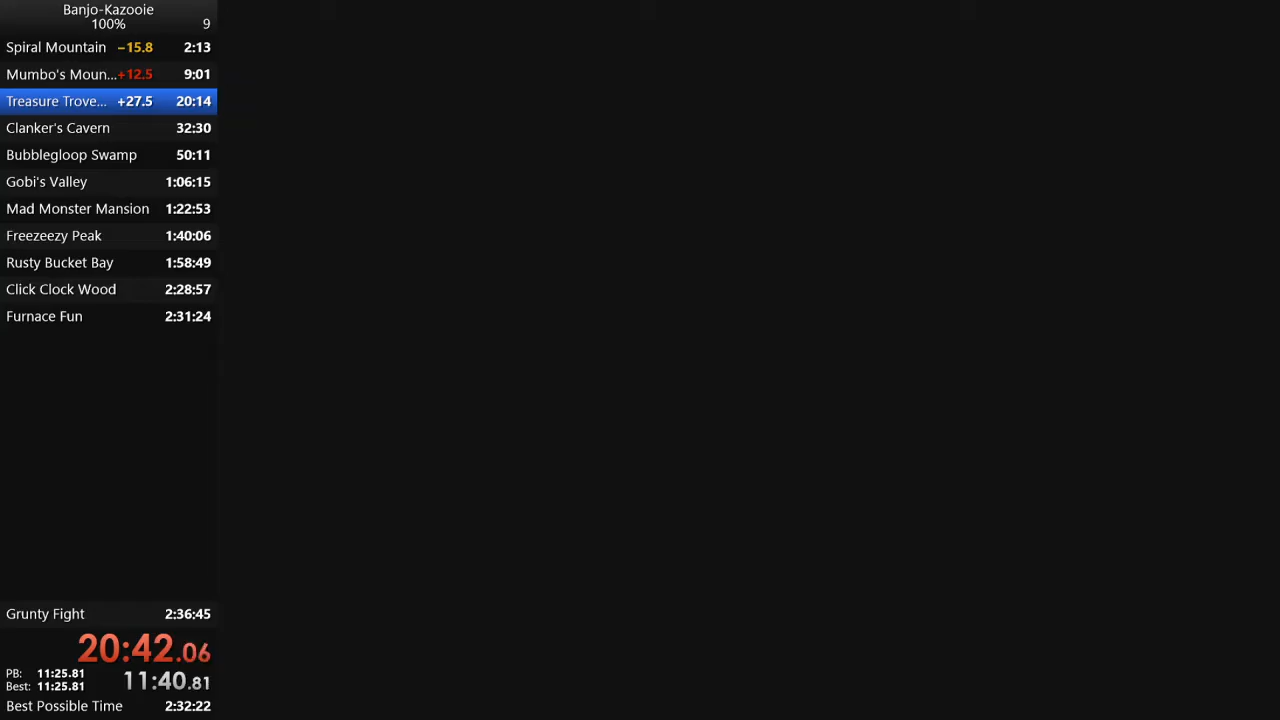 Banjo-Kazooie
100% 9
Spiral Mountain −15.8 2:13
Mumbo's Moun... +12.5 9:01
Treasure Trove... +27.5 20:14
Clanker's Cavern 32:30
Bubblegloop Swamp 50:11
Gobi's Valley 1:06:15
Mad Monster Mansion 1:22:53
Freezeezy Peak 1:40:06
Rusty Bucket Bay 1:58:49
Click Clock Wood 2:28:57
Furnace Fun 2:31:24
Grunty Fight 2:36:45
20:42.06
PB: 11:25.81
Best: 11:25.81
11:40.81
Best Possible Time 2:32:22